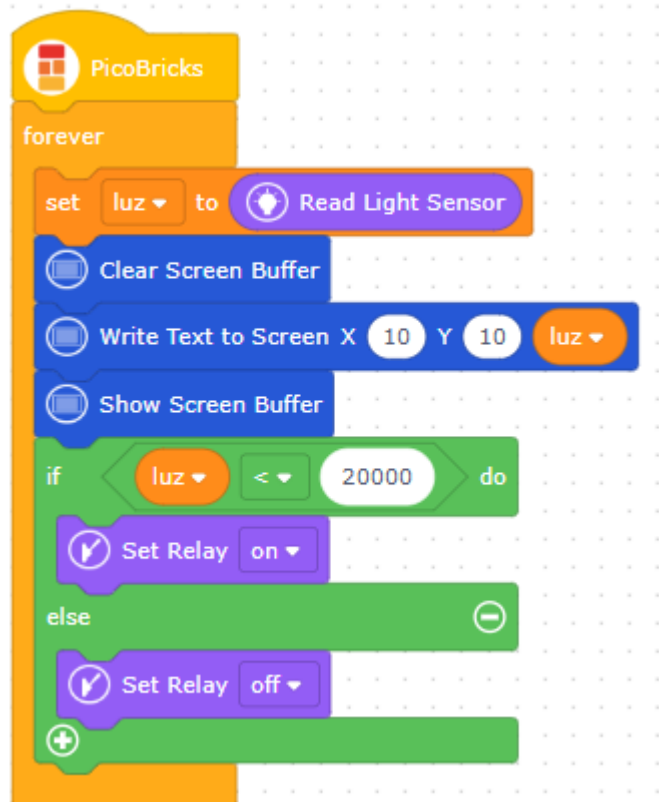 PicoBricks
forever
set luz to Read Light Sensor
Clear Screen Buffer
Write Text to Screen X 10 Y 10 luz
Show Screen Buffer
if luz < 20000 do
Set Relay on
else
Set Relay off